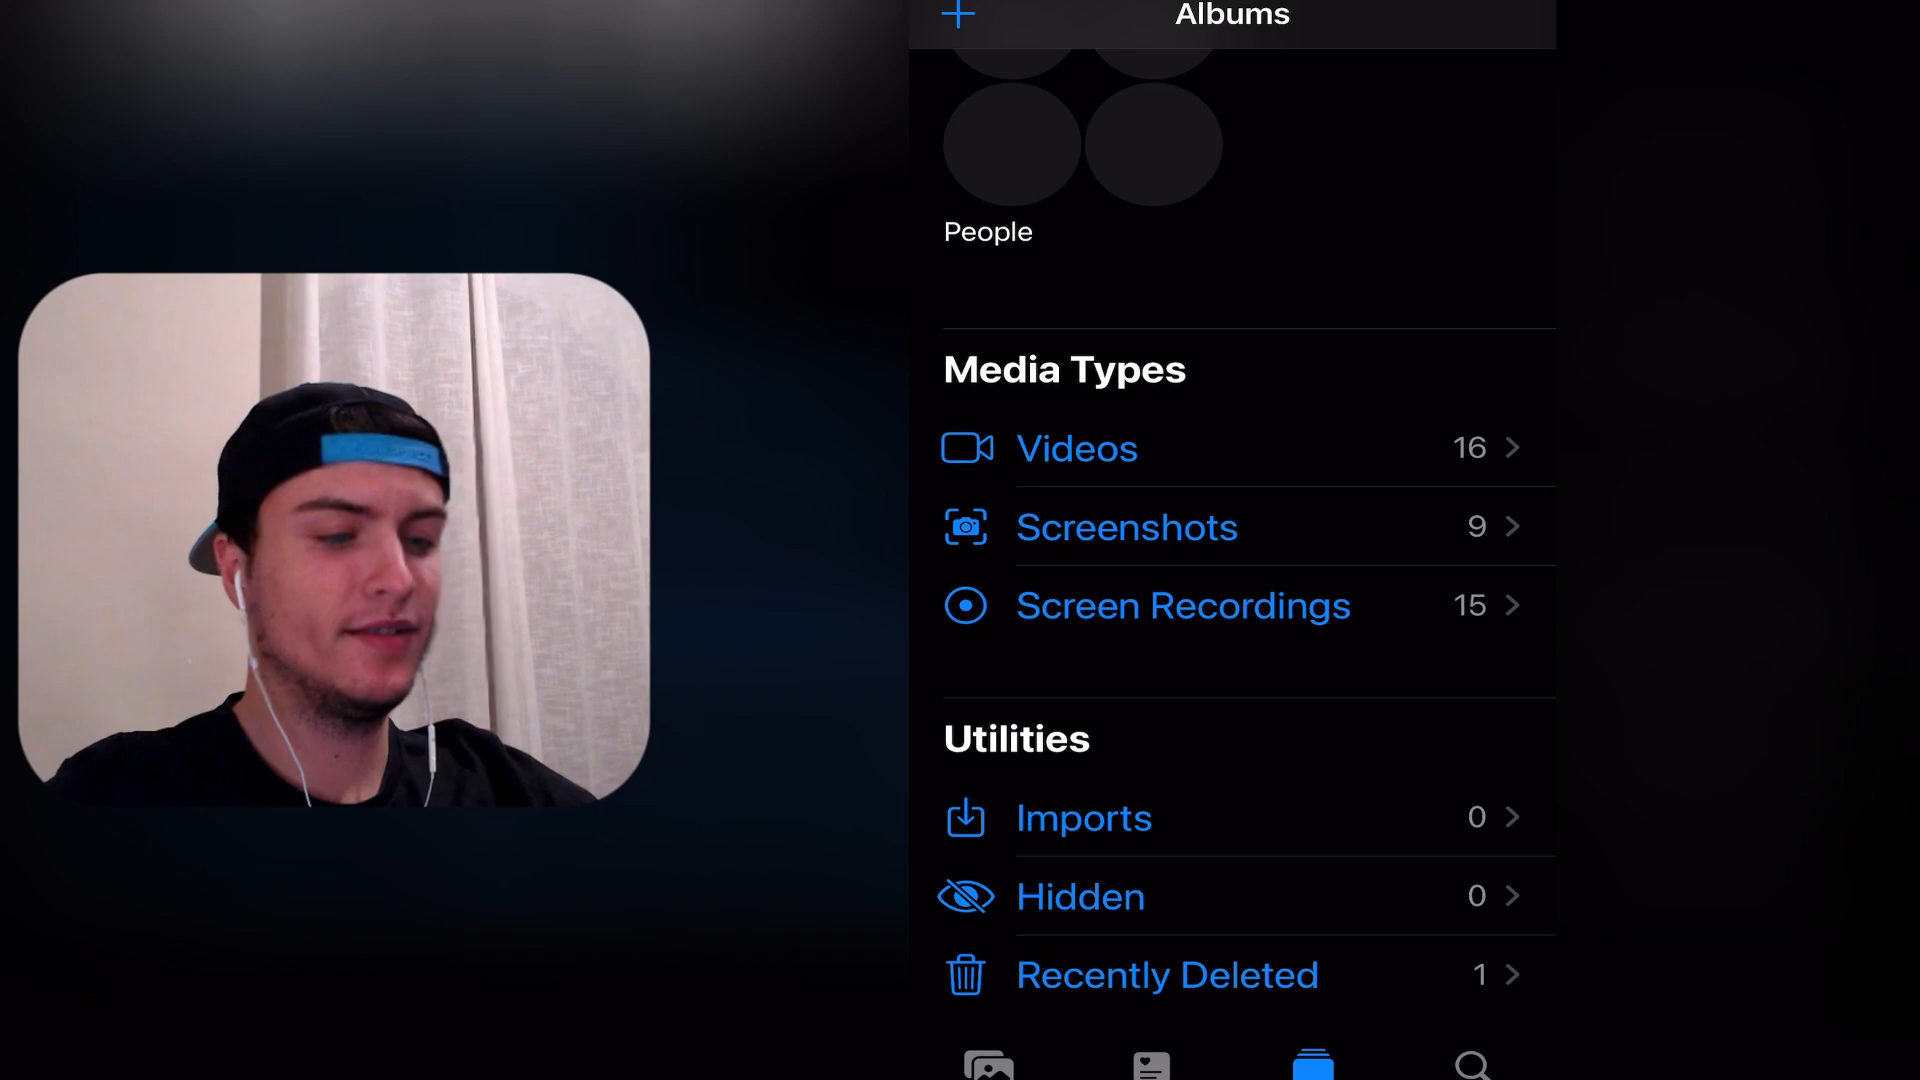 Albums
People
Media Types
Videos 16
Screenshots 9
Screen Recordings 15
Utilities
Imports 0
Hidden 0
Recently Deleted 1